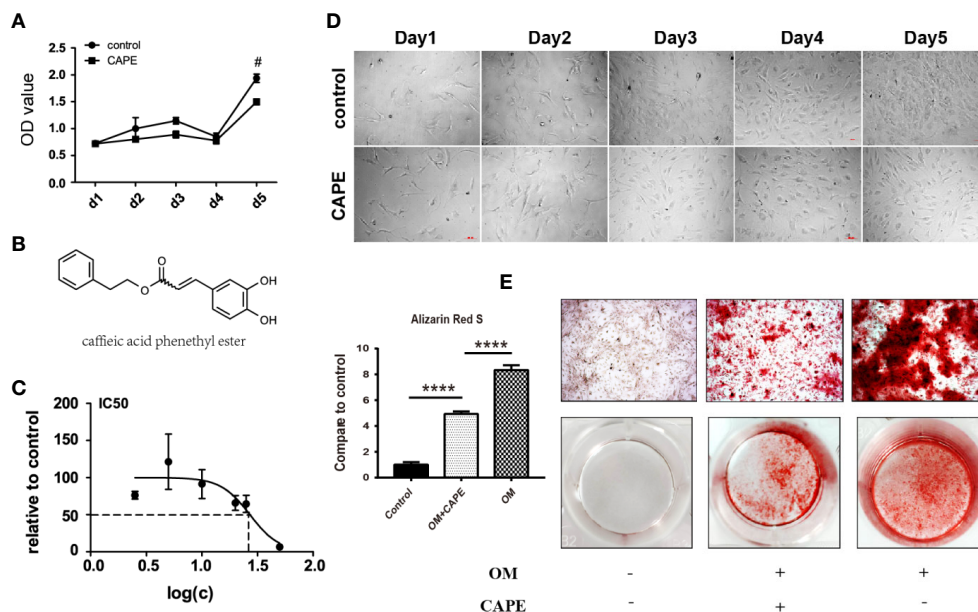 A
control
CAPE
#
OD value
2.5
2.0
1.5
1.0
0.5
0.0
d1
d2
d3
d4
d5
B
O
O
OH
OH
caffieic acid phenethyl ester
C
IC50
relative to control
200
150
100
50
0
0.0
0.5
1.0
1.5
2.0
log(c)
D
Day1
Day2
Day3
Day4
Day5
control
CAPE
E
Alizarin Red S
Compare to control
10
8
6
4
2
0
****
****
Control
OM+CAPE
OM
OM
-
+
+
CAPE
-
+
-